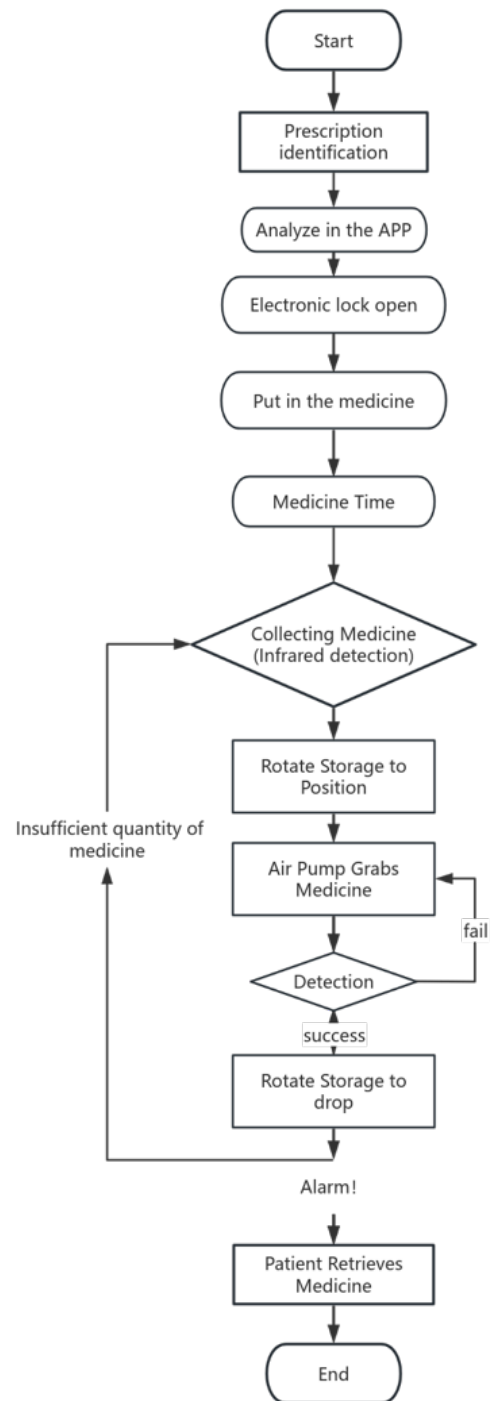 Start
Prescription
identification
Analyze in the APP
Electronic lock open
Put in the medicine
Medicine Time
Collecting Medicine
(Infrared detection)
Rotate Storage to
Position
Insufficient quantity of
medicine
Air Pump Grabs
Medicine
fail
Detection
success
Rotate Storage to
drop
Alarm!
Patient Retrieves
Medicine
End